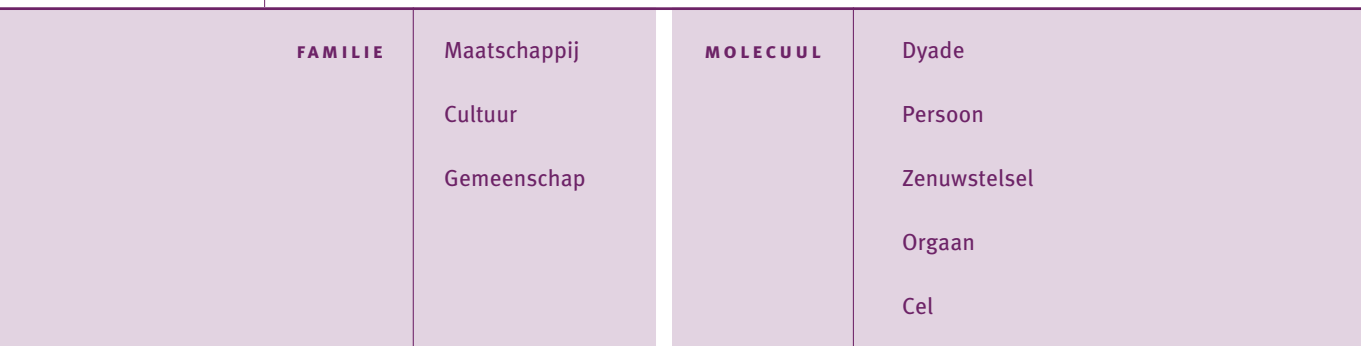 FAMILIE
Maatschappij
Cultuur
Gemeenschap
MOLECUUL
Dyade
Persoon
Zenuwstelsel
Orgaan
Cel